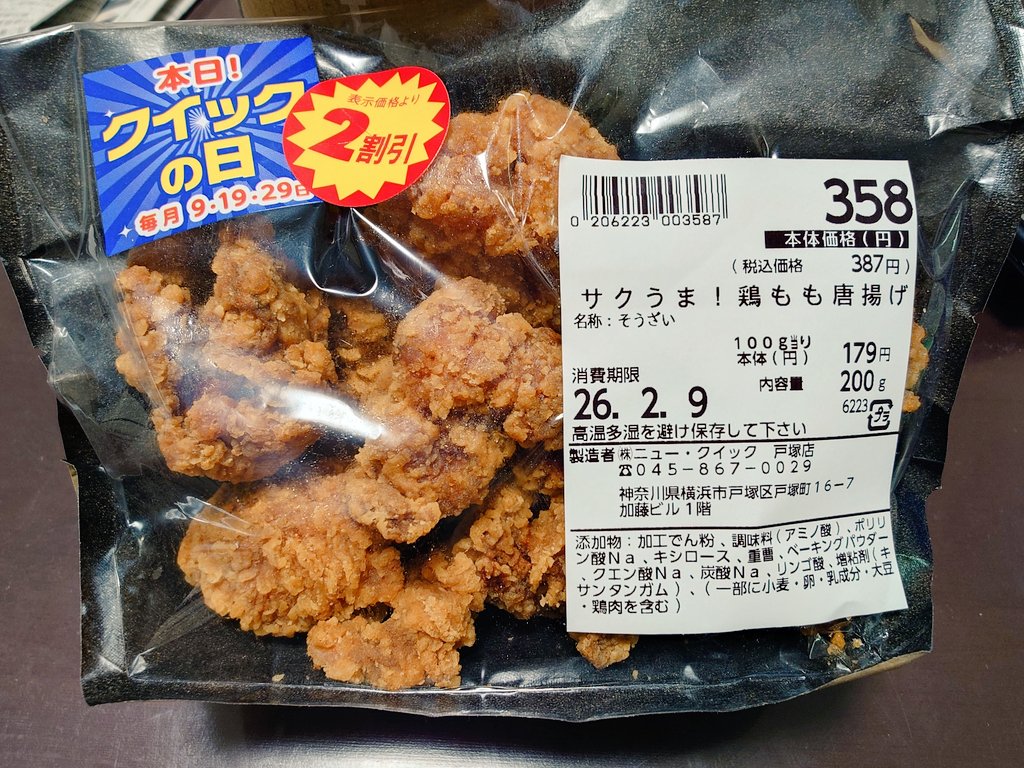 本日!
クイック
の日
毎月 9・19・29日
表示価格より
2割引
0 206223 003587
358
本体価格(円)
(税込価格 387円)
サクうま!鶏もも唐揚げ
名称:そうざい
100g当り
本体(円) 179円
消費期限
内容量 200g
26. 2. 9
6223 プラ
高温多湿を避け保存して下さい
製造者 ㈱ニュー・クイック 戸塚店
☎045-867-0029
神奈川県横浜市戸塚区戸塚町16-7
加藤ビル1階
添加物:加工でん粉、調味料(アミノ酸)、ポリリ
ン酸Na、キシロース、重曹、ベーキングパウダー
、クエン酸Na、炭酸Na、リンゴ酸、増粘剤(キ
サンタンガム)、(一部に小麦・卵・乳成分・大豆
・鶏肉を含む)